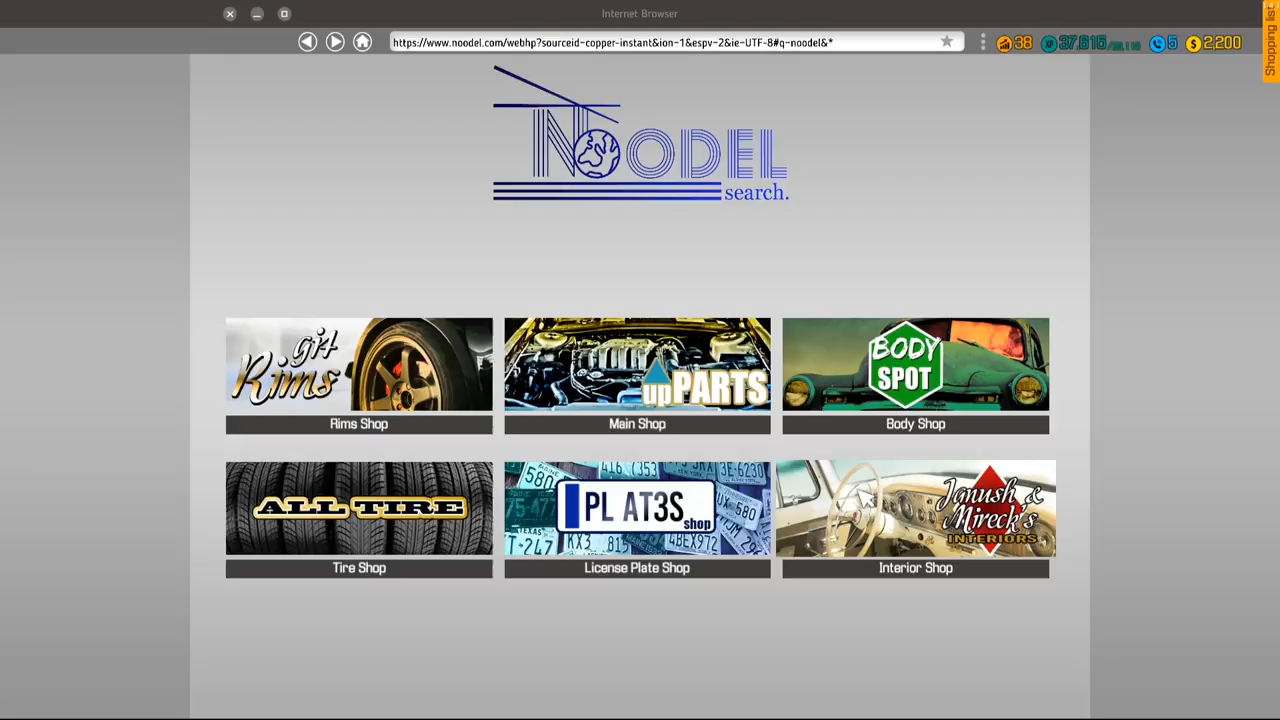 Internet Browser
https://www.noodel.com/webhp?sourceid-copper-instant&ion-1&espv-2&ie-UTF-8#q-noodel&*
38
37,615
6
2,200
Shopping list
NOODEL
search.
git
Rims
upPARTS
BODY
SPOT
Rims Shop
Main Shop
Body Shop
ALL TIRE
PL AT3S
shop
Janush &
Mireck's
INTERIORS
Tire Shop
License Plate Shop
Interior Shop